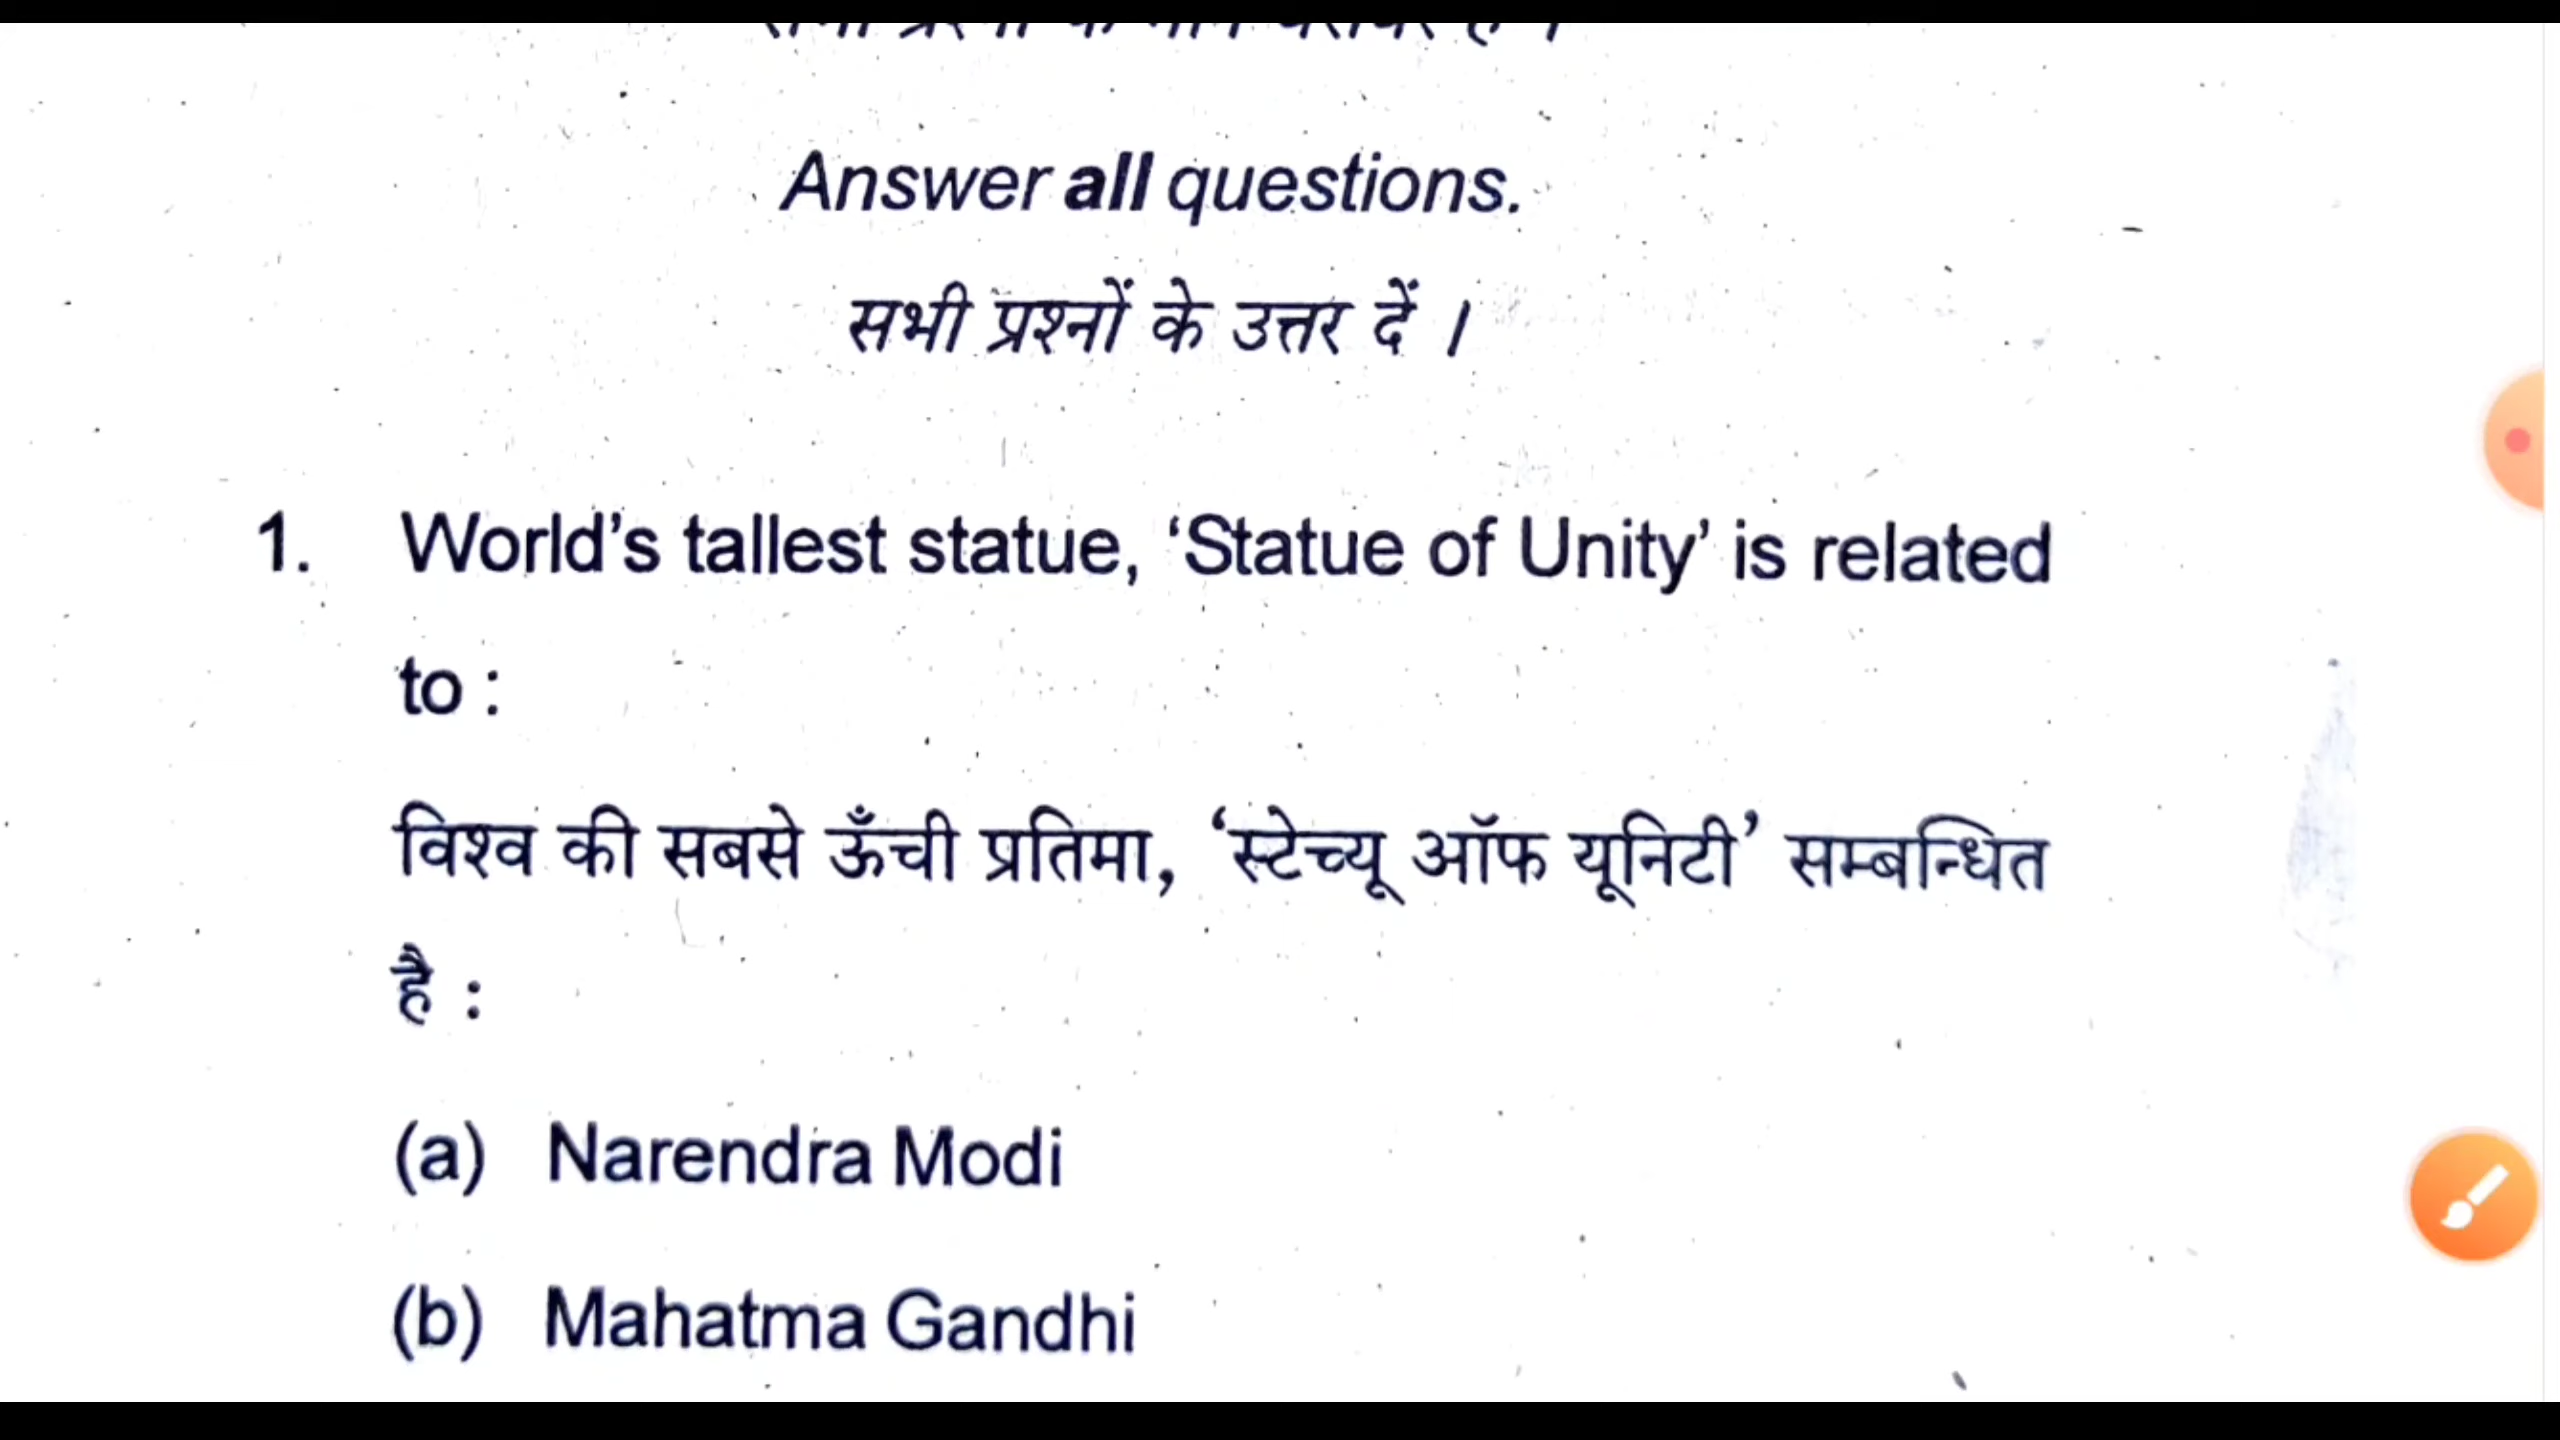 Answer all questions.
सभी प्रश्नों के उत्तर दें ।
1. World's tallest statue, 'Statue of Unity' is related
to :
विश्व की सबसे ऊँची प्रतिमा, 'स्टेच्यू ऑफ यूनिटी' सम्बन्धित
है :
(a) Narendra Modi
(b) Mahatma Gandhi